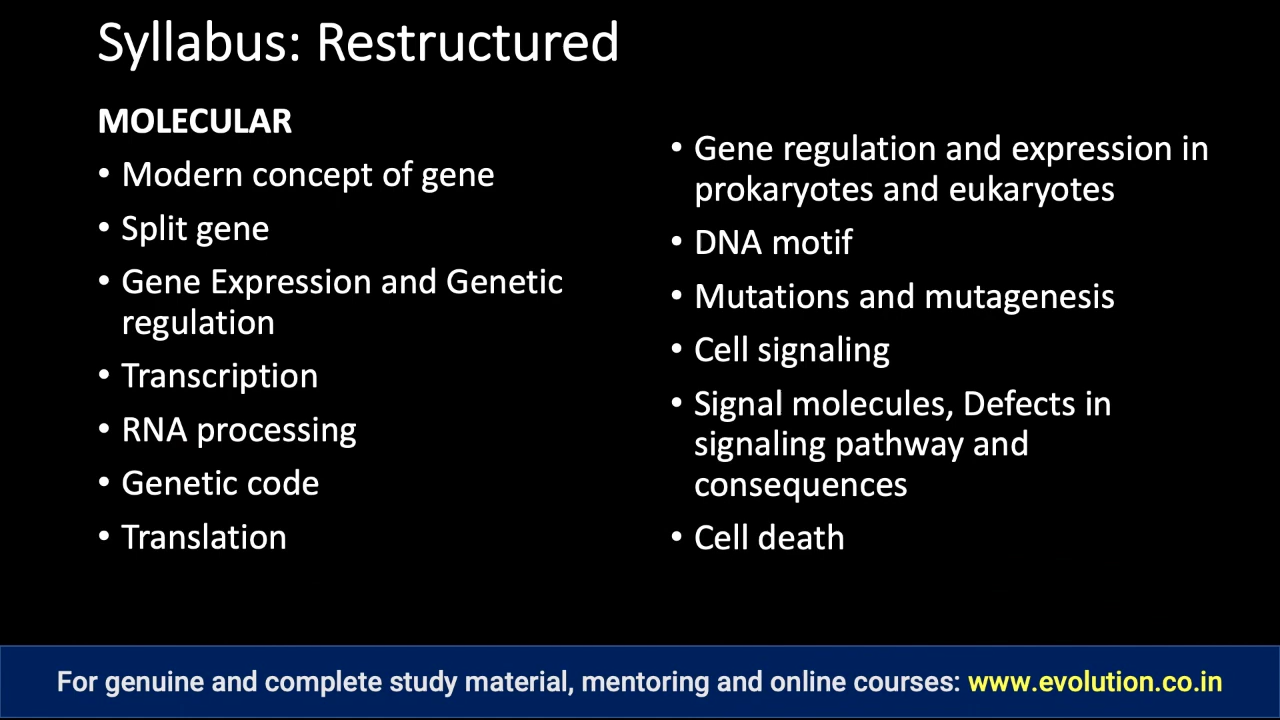 Syllabus: Restructured
MOLECULAR
• Modern concept of gene
• Split gene
• Gene Expression and Genetic
regulation
• Transcription
• RNA processing
• Genetic code
• Translation
• Gene regulation and expression in
prokaryotes and eukaryotes
• DNA motif
• Mutations and mutagenesis
• Cell signaling
• Signal molecules, Defects in
signaling pathway and
consequences
• Cell death
For genuine and complete study material, mentoring and online courses: www.evolution.co.in